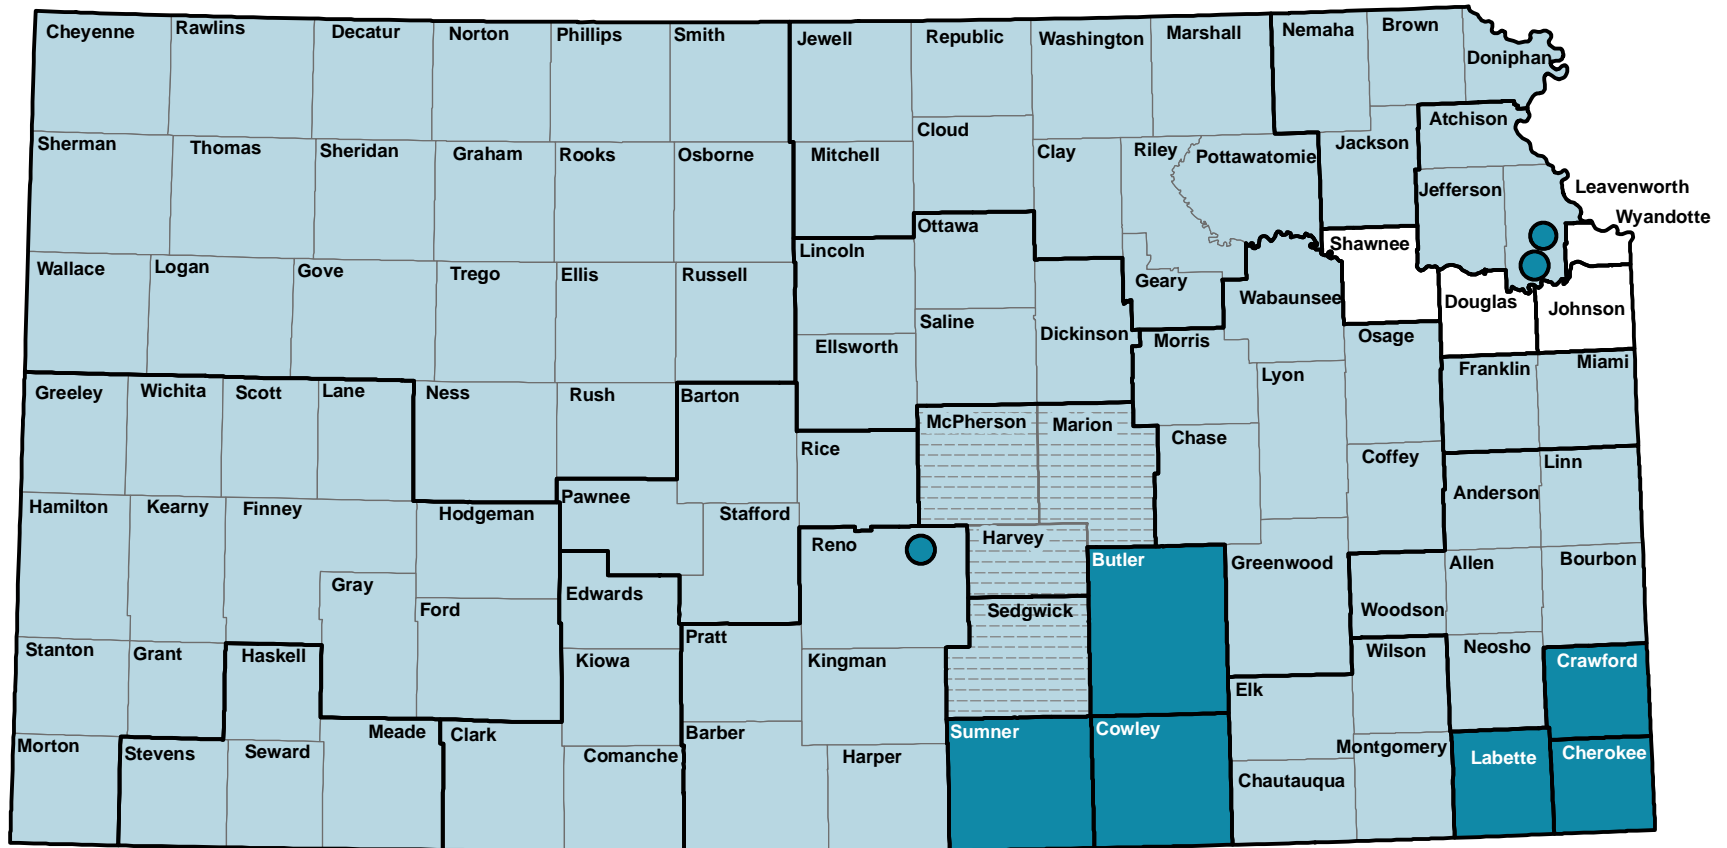 Cheyenne
Rawlins
Decatur
Norton
Phillips
Smith
Jewell
Republic
Washington
Marshall
Nemaha
Brown
Doniphan
Sherman
Thomas
Sheridan
Graham
Rooks
Osborne
Mitchell
Cloud
Clay
Riley
Pottawatomie
Jackson
Atchison
Jefferson
Leavenworth
Wyandotte
Wallace
Logan
Gove
Trego
Ellis
Russell
Lincoln
Ottawa
Saline
Dickinson
Geary
Wabaunsee
Shawnee
Douglas
Johnson
Ellsworth
Morris
Osage
Franklin
Miami
Greeley
Wichita
Scott
Lane
Ness
Rush
Barton
Rice
McPherson
Marion
Chase
Lyon
Coffey
Anderson
Linn
Hamilton
Kearny
Finney
Hodgeman
Pawnee
Stafford
Reno
Harvey
Butler
Greenwood
Woodson
Allen
Bourbon
Gray
Ford
Edwards
Sedgwick
Stanton
Grant
Haskell
Kiowa
Pratt
Kingman
Elk
Wilson
Neosho
Crawford
Morton
Stevens
Seward
Meade
Clark
Comanche
Barber
Harper
Sumner
Cowley
Chautauqua
Montgomery
Labette
Cherokee